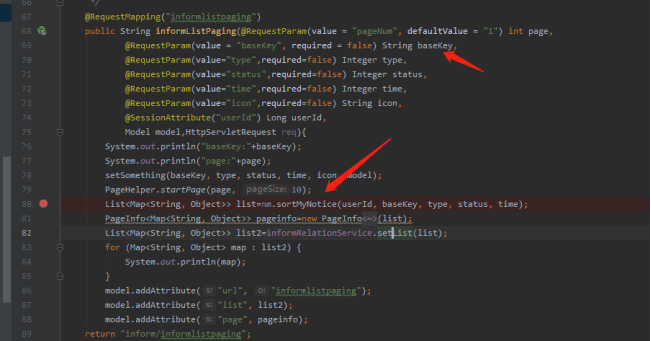 66 */
67 @RequestMapping("informlistpaging")
68 public String informListPaging(@RequestParam(value = "pageNum", defaultValue = "1") int page,
69 @RequestParam(value = "baseKey", required = false) String baseKey,
70 @RequestParam(value="type",required=false) Integer type,
71 @RequestParam(value="status",required=false) Integer status,
72 @RequestParam(value="time",required=false) Integer time,
73 @RequestParam(value="icon",required=false) String icon,
74 @SessionAttribute("userId") Long userId,
75 Model model,HttpServletRequest req){
76 System.out.println("baseKey:"+baseKey);
77 System.out.println("page:"+page);
78 setSomething(baseKey, type, status, time, icon, model);
79 PageHelper.startPage(page, pageSize: 10);
80 List<Map<String, Object>> list=nm.sortMyNotice(userId, baseKey, type, status, time);
81 PageInfo<Map<String, Object>> pageinfo=new PageInfo<~>(list);
82 List<Map<String, Object>> list2=informRelationService.setList(list);
83 for (Map<String, Object> map : list2) {
84 System.out.println(map);
85 }
86 model.addAttribute( s: "url", o: "informlistpaging");
87 model.addAttribute( s: "list", list2);
88 model.addAttribute( s: "page", pageinfo);
89 return "inform/informlistpaging";